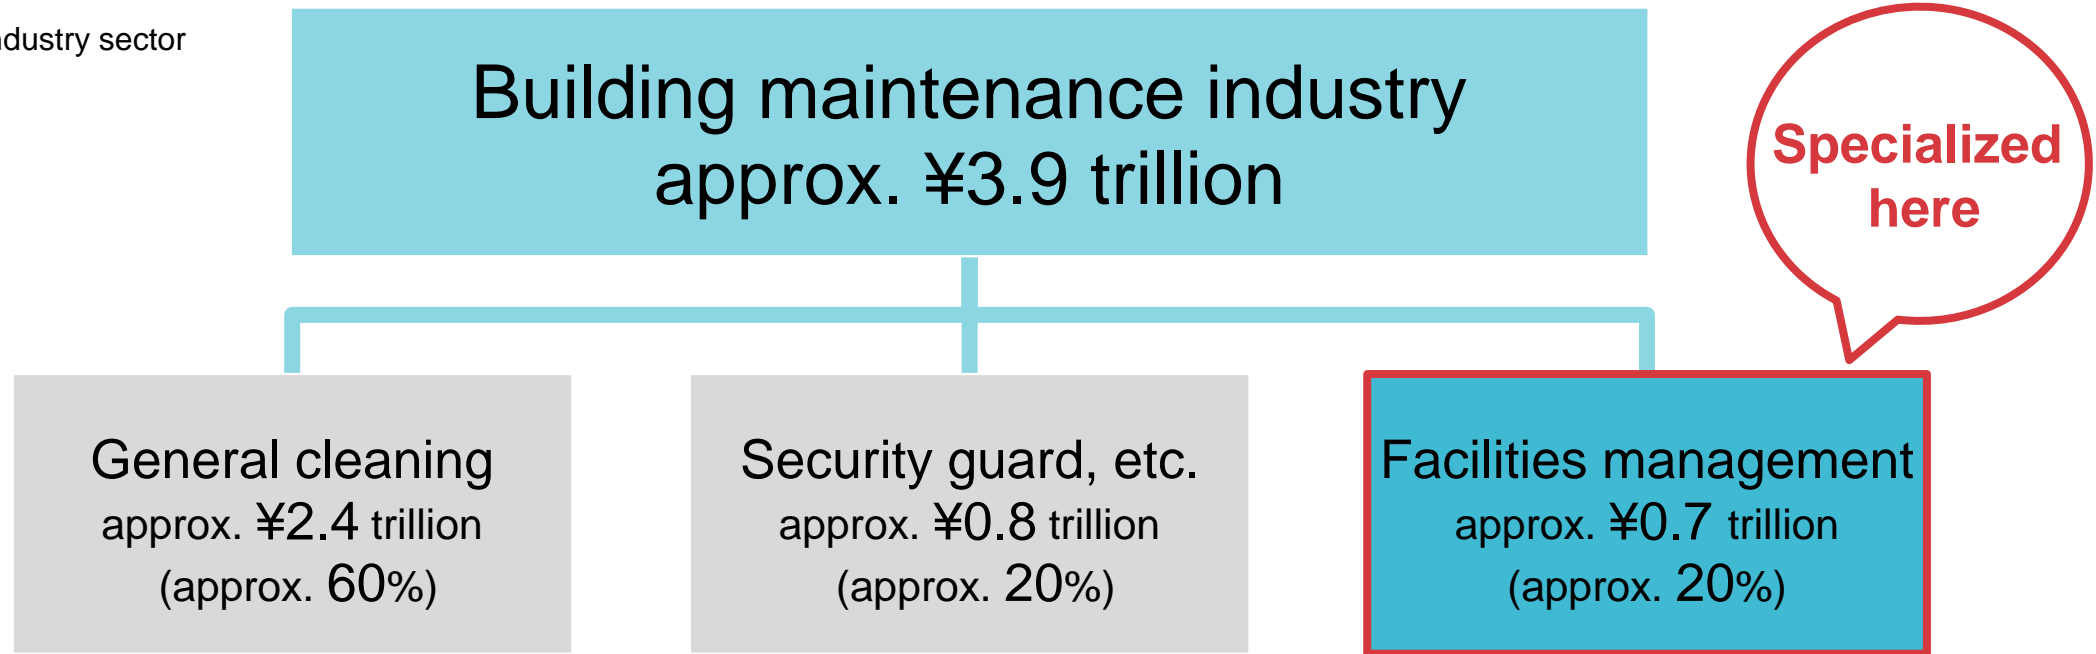 ndustry sector
Building maintenance industry
approx. ¥3.9 trillion
Specialized
here
General cleaning
approx. ¥2.4 trillion
(approx. 60%)
Security guard, etc.
approx. ¥0.8 trillion
(approx. 20%)
Facilities management
approx. ¥0.7 trillion
(approx. 20%)